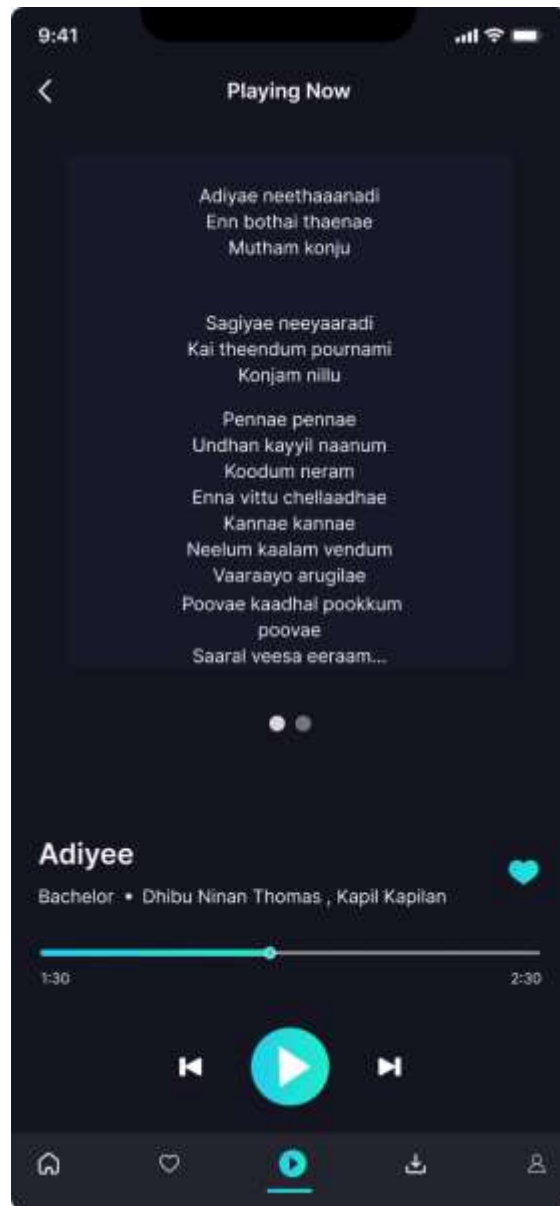 9:41
Playing Now
Adiyae neethaaanadi
Enn bothai thaenae
Mutham konju
Sagiyae neeyaaradi
Kai theendum pournami
Konjam nillu
Pennae pennae
Undhan kayyil naanum
Koodum neram
Enna vittu chellaadhae
Kannae kannae
Neelum kaalam vendum
Vaaraayo arugilae
Poovae kaadhal pookkum
poovae
Saaral veesa eeraam...
Adiyee
Bachelor • Dhibu Ninan Thomas , Kapil Kapilan
1:30
2:30